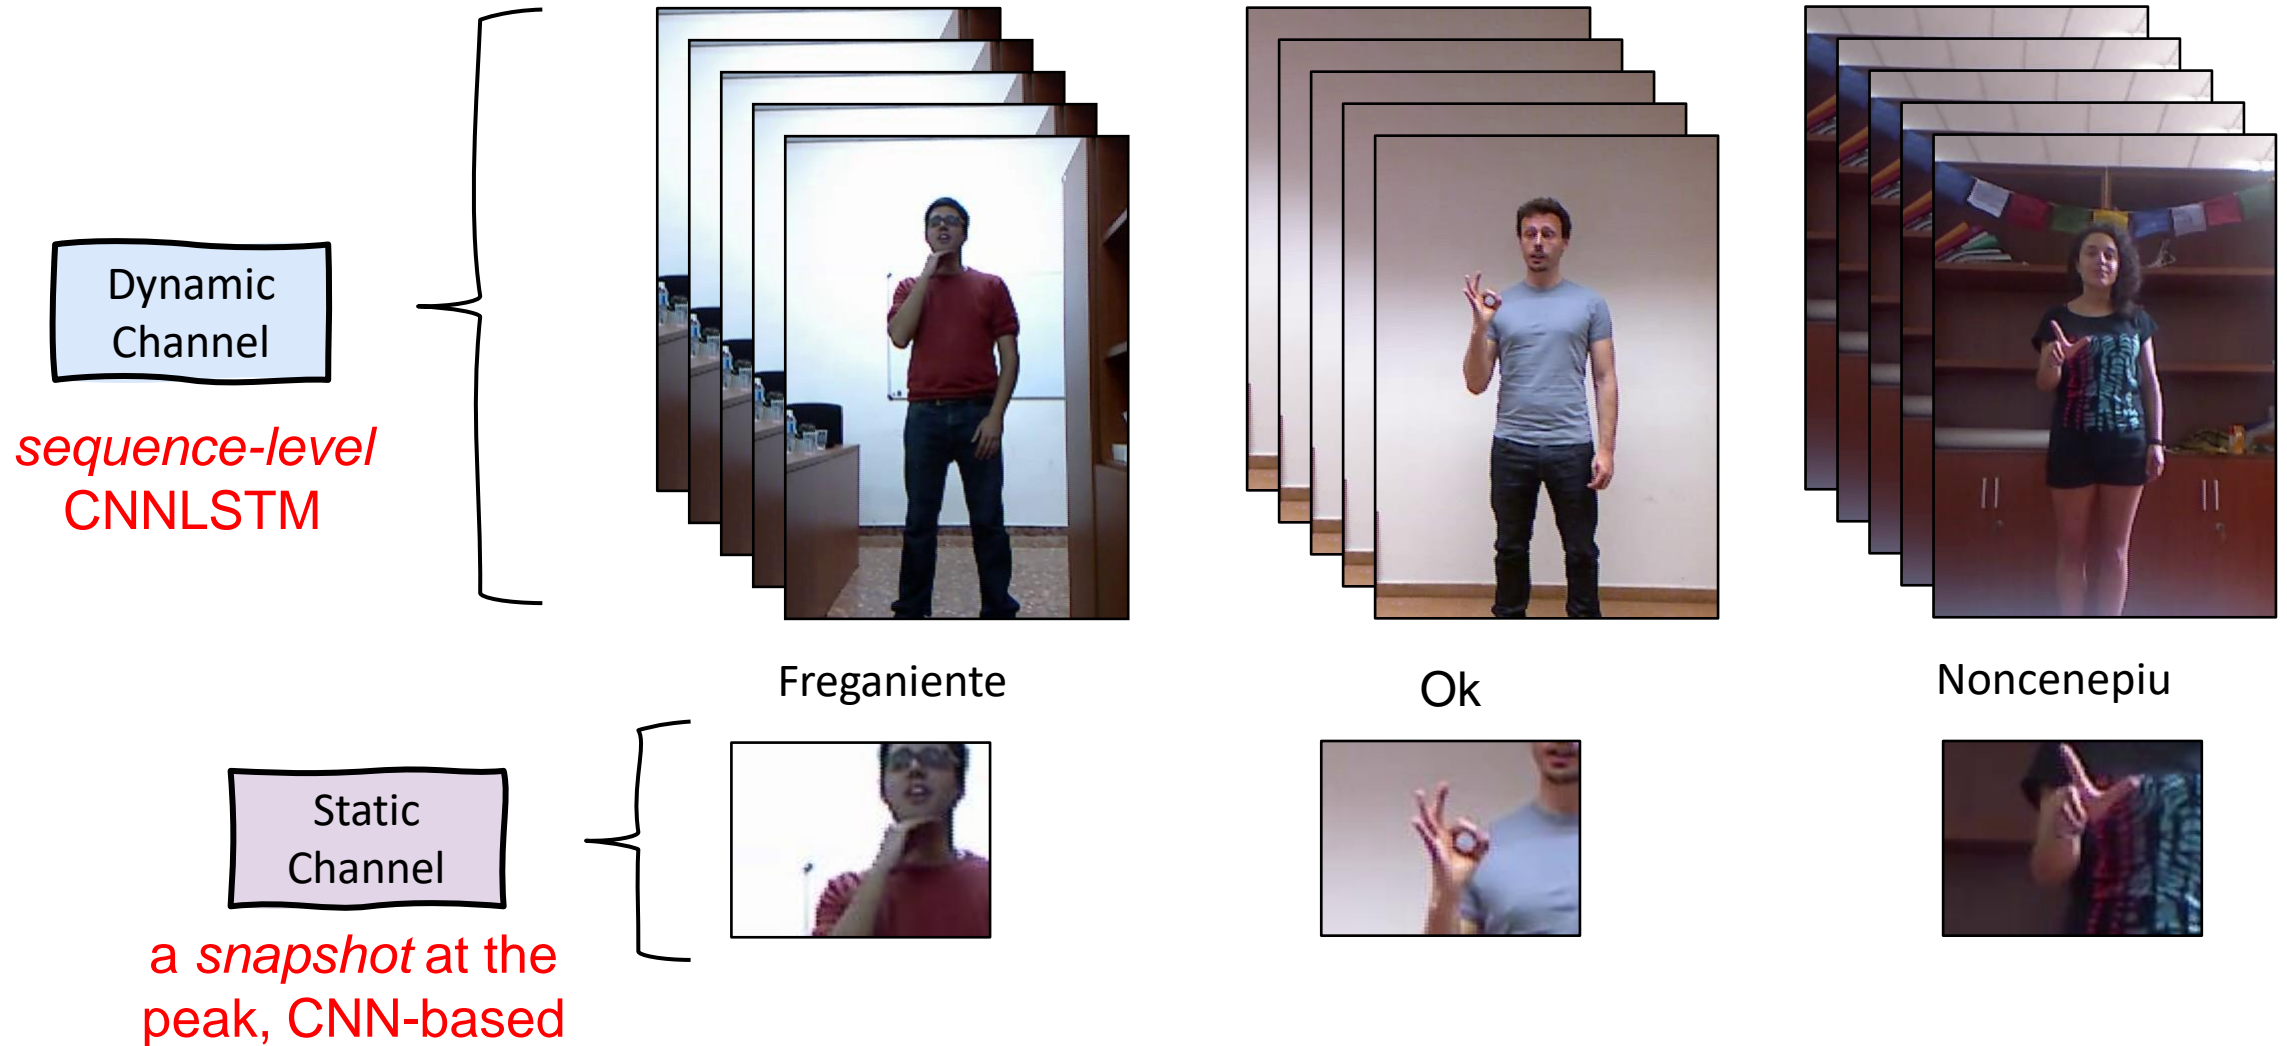 Dynamic
Channel
sequence-level
CNNLSTM
Freganiente
Ok
Noncenepiu
Static
Channel
a snapshot at the
peak, CNN-based